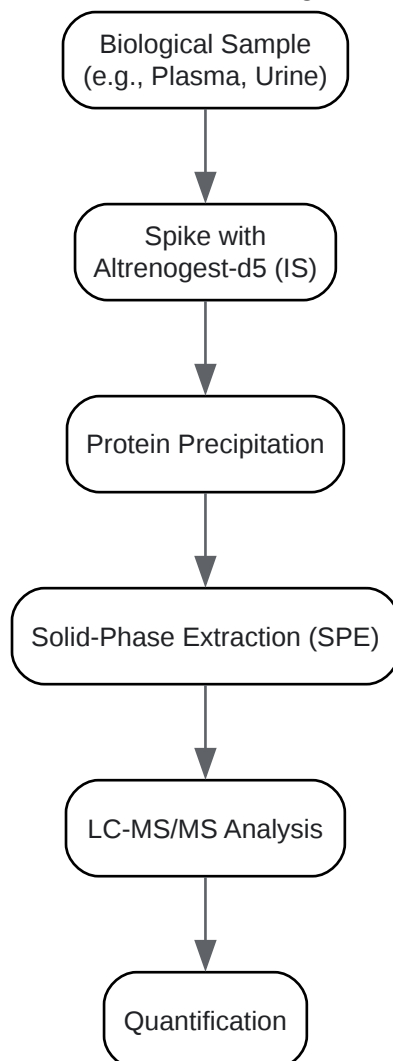 Biological Sample
(e.g., Plasma, Urine)
Spike with
Altrenogest-d5 (IS)
Protein Precipitation
Solid-Phase Extraction (SPE)
LC-MS/MS Analysis
Quantification